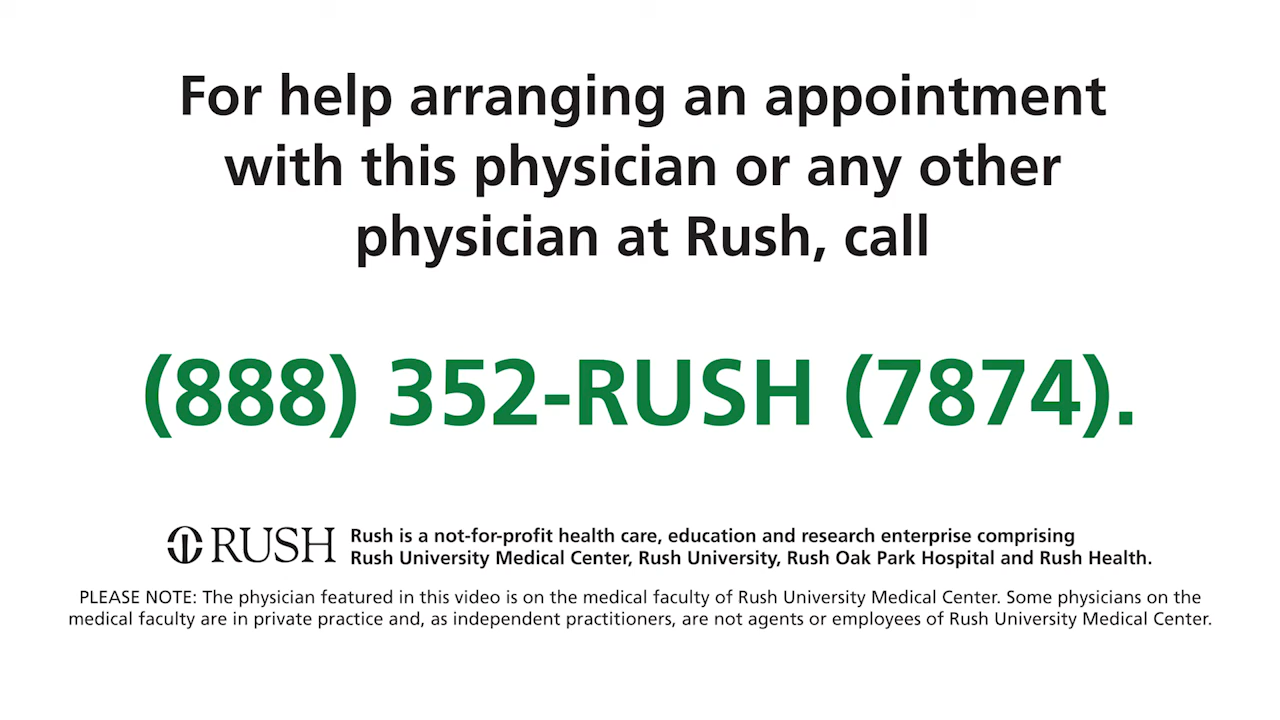 For help arranging an appointment
with this physician or any other
physician at Rush, call
(888) 352-RUSH (7874).
RUSH
Rush is a not-for-profit health care, education and research enterprise comprising
Rush University Medical Center, Rush University, Rush Oak Park Hospital and Rush Health.
PLEASE NOTE: The physician featured in this video is on the medical faculty of Rush University Medical Center. Some physicians on the
medical faculty are in private practice and, as independent practitioners, are not agents or employees of Rush University Medical Center.